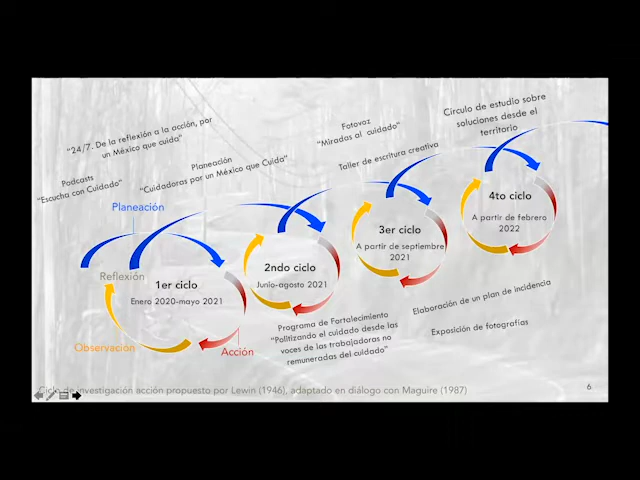 "24/7. De la reflexión a la acción, por
un México que cuida"
Podcasts
"Escucha con Cuidado"
Planeación
"Cuidadoras por un México que Cuida"
Fotovoz
"Miradas al cuidado"
Taller de escritura creativa
Círculo de estudio sobre
soluciones desde el
territorio
Planeación
Reflexión
Observación
Acción
1er ciclo
Enero 2020-mayo 2021
2ndo ciclo
Junio-agosto 2021
3er ciclo
A partir de septiembre
2021
4to ciclo
A partir de febrero
2022
Programa de Fortalecimiento
"Politizando el cuidado desde las
voces de las trabajadoras no
remuneradas del cuidado"
Elaboración de un plan de incidencia
Exposición de fotografías
Ciclo de investigación acción propuesto por Lewin (1946), adaptado en diálogo con Maguire (1987)
6